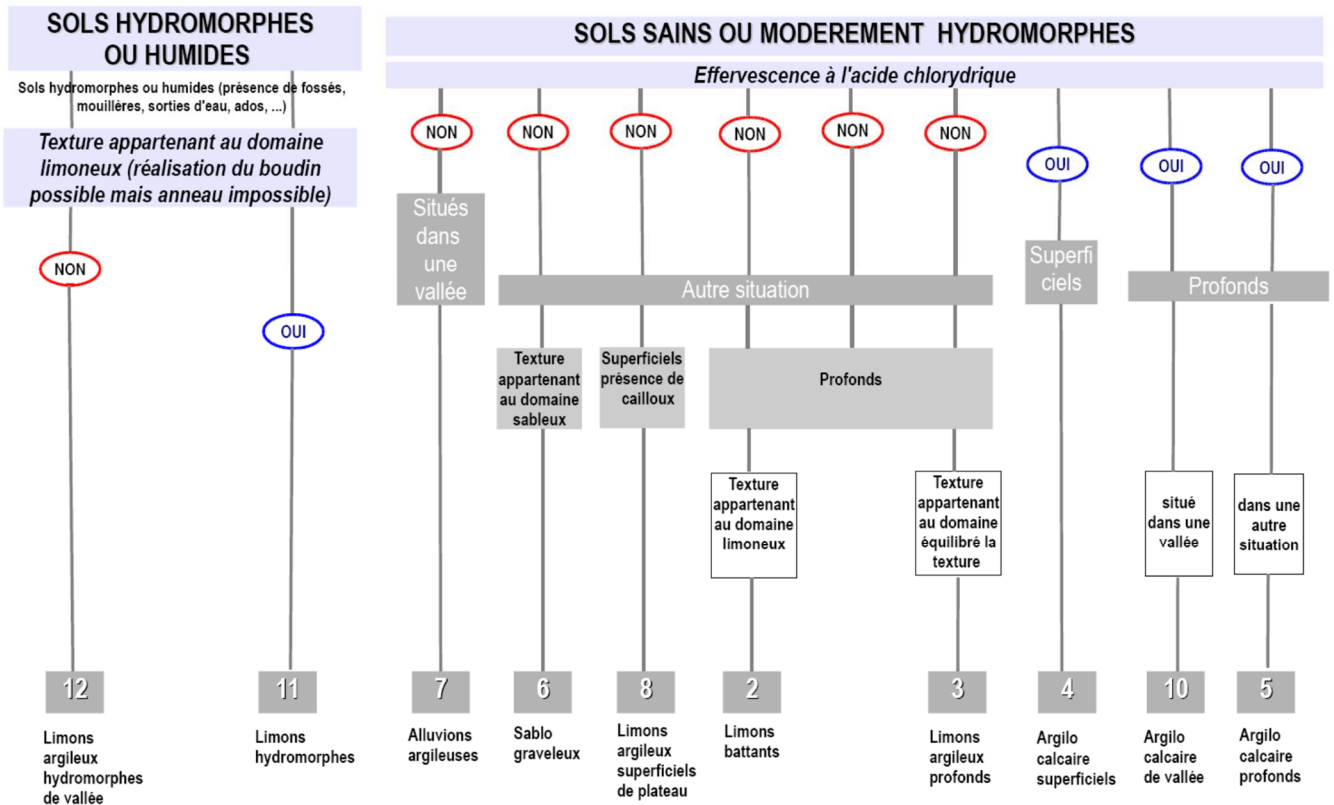 SOLS HYDROMORPHES
OU HUMIDES
Sols hydromorphes ou humides (présence de fossés,
mouillères, sorties d'eau, ados, ...)
Texture appartenant au domaine
limoneux (réalisation du boudin
possible mais anneau impossible)
NON
OUI
SOLS SAINS OU MODEREMENT HYDROMORPHES
Effervescence à l'acide chlorydrique
NON
NON
NON
NON
NON
NON
OUI
OUI
OUI
Situés
dans
une
vallée
Autre situation
Superfi
ciels
Profonds
Texture
appartenant
au domaine
sableux
Superficiels
présence de
cailloux
Profonds
Texture
appartenant
au domaine
limoneux
Texture
appartenant
au domaine
équilibré la
texture
situé
dans une
vallée
dans une
autre
situation
12
Limons
argileux
hydromorphes
de vallée
11
Limons
hydromorphes
7
Alluvions
argileuses
6
Sablo
graveleux
8
Limons
argileux
superficiels
de plateau
2
Limons
battants
3
Limons
argileux
profonds
4
Argilo
calcaire
superficiels
10
Argilo
calcaire
de vallée
5
Argilo
calcaire
profonds